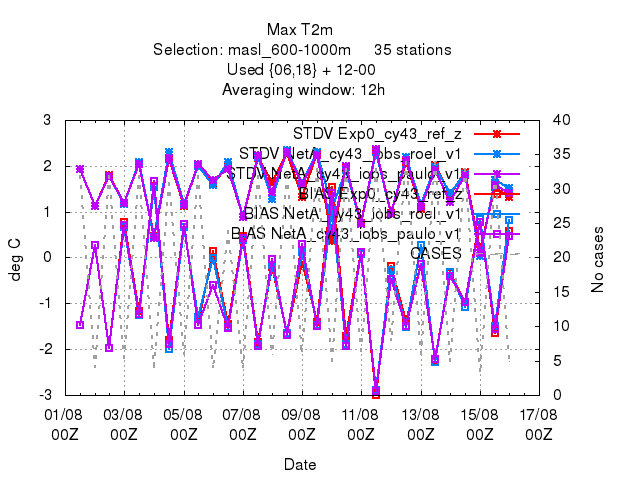 Max T2m
Selection: masl_600-1000m 35 stations
Used {06,18} + 12-00
Averaging window: 12h
STDV Exp0_cy43_ref_z
STDV NetA_cy43_iobs_roel_v1
STDV NetA_cy43_iobs_paulo_v1
BIAS Exp0_cy43_ref_z
BIAS NetA_cy43_iobs_roel_v1
BIAS NetA_cy43_iobs_paulo_v1
CASES
3
2
1
0
-1
-2
-3
deg C
40
35
30
25
20
15
10
5
0
No cases
01/08 03/08 05/08 07/08 09/08 11/08 13/08 15/08 17/08
00Z 00Z 00Z 00Z 00Z 00Z 00Z 00Z 00Z
Date